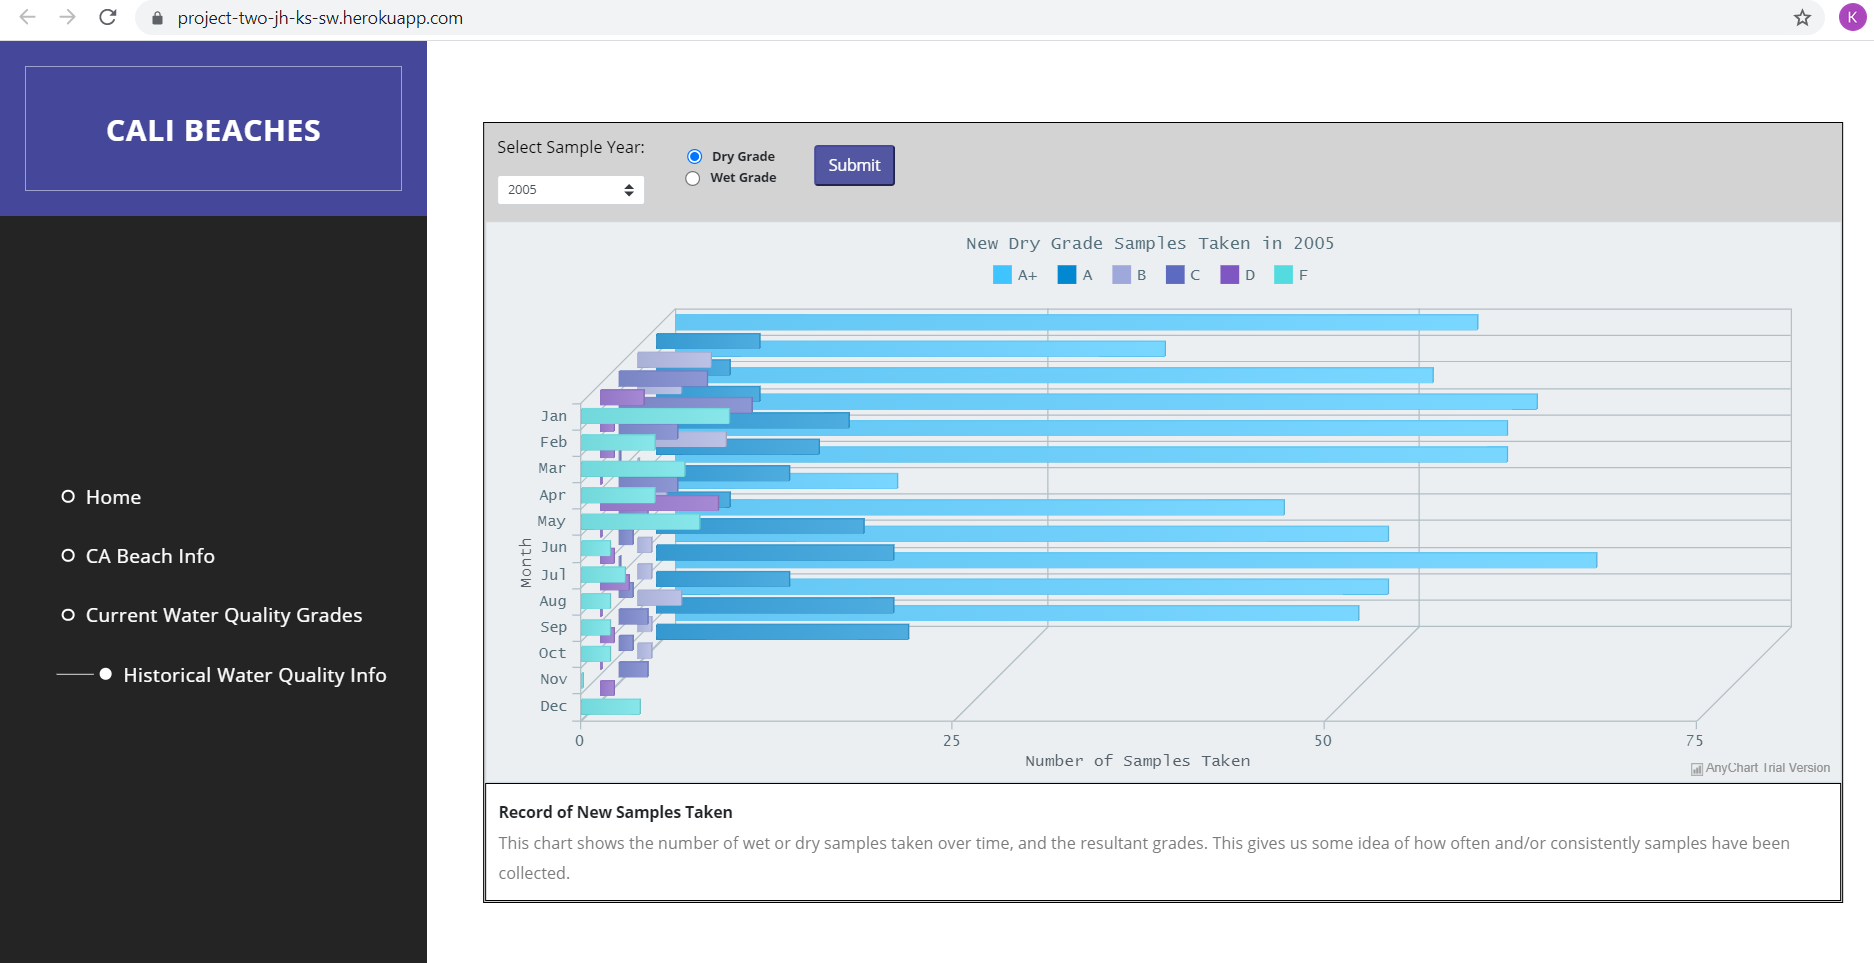 project-two-jh-ks-sw.herokuapp.com
K
CALI BEACHES
Home
CA Beach Info
Current Water Quality Grades
Historical Water Quality Info
Select Sample Year:
2005
Dry Grade
Wet Grade
Submit
New Dry Grade Samples Taken in 2005
A+ A B C D F
Jan
Feb
Mar
Apr
May
Jun
Jul
Aug
Sep
Oct
Nov
Dec
Month
0 25 50 75
Number of Samples Taken
AnyChart Trial Version
Record of New Samples Taken
This chart shows the number of wet or dry samples taken over time, and the resultant grades. This gives us some idea of how often and/or consistently samples have been
collected.